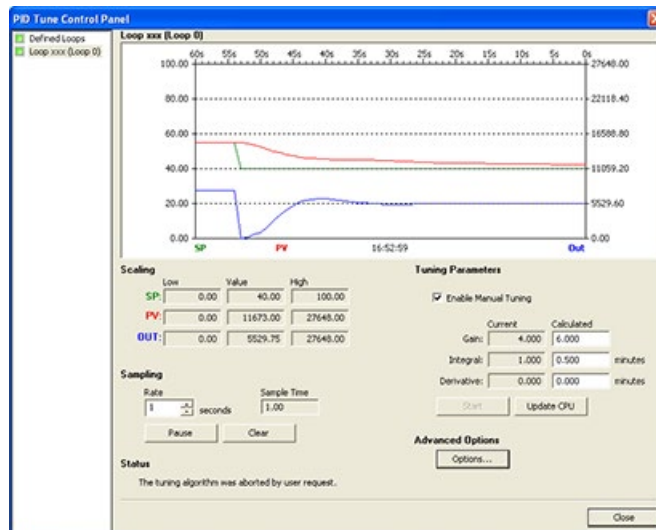 PID Tune Control Panel
Defined Loops
Loop xxx (Loop 0)
Loop xxx (Loop 0)
60s 55s 50s 45s 40s 35s 30s 25s 20s 15s 10s 5s 0s
100.00 27648.00
80.00 22118.40
60.00 16588.80
40.00 11059.20
20.00 5529.60
0.00 0.00
SP PV 16:52:59 Out
Scaling
Low Value High
SP: 0.00 40.00 100.00
PV: 0.00 11673.00 27648.00
OUT: 0.00 5529.75 27648.00
Sampling
Rate Sample Time
1 seconds 1.00
Pause Clear
Status
The tuning algorithm was aborted by user request.
Tuning Parameters
Enable Manual Tuning
Current Calculated
Gain: 4.000 6.000
Integral: 1.000 0.500 minutes
Derivative: 0.000 0.000 minutes
Start Update CPU
Advanced Options
Options...
Close